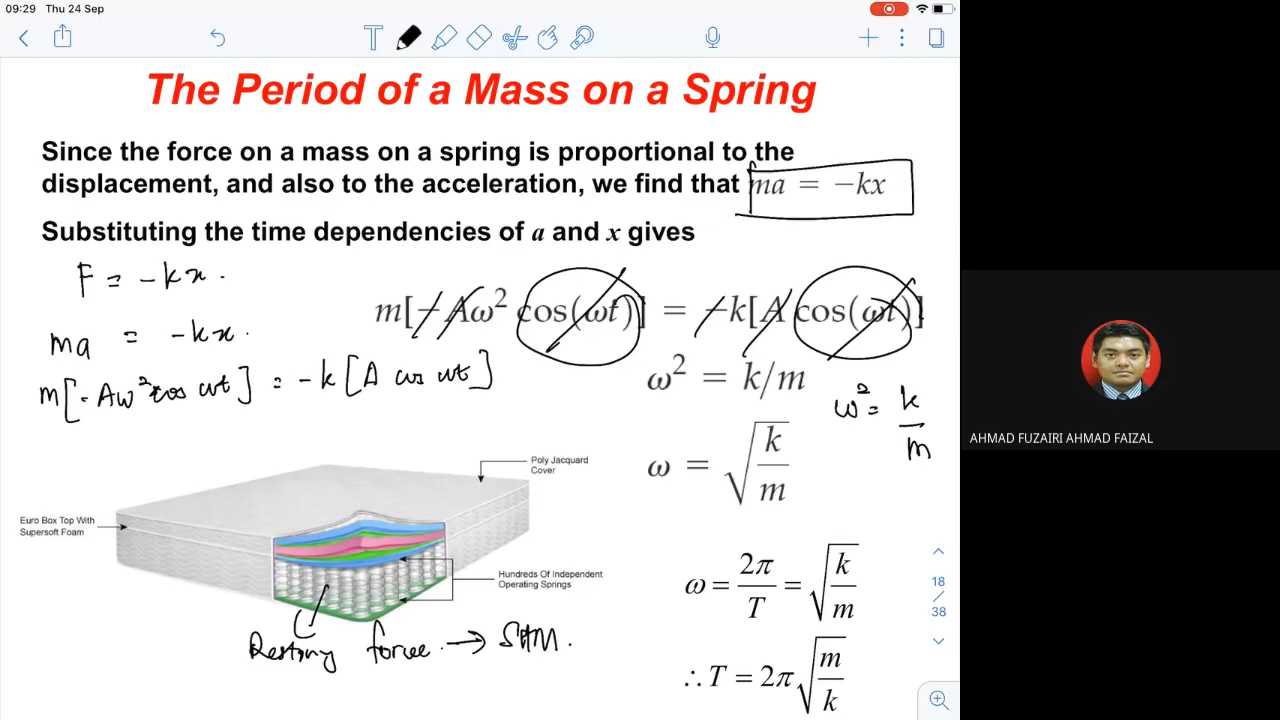 09:29 Thu 24 Sep
The Period of a Mass on a Spring
Since the force on a mass on a spring is proportional to the
displacement, and also to the acceleration, we find that ma = −kx
Substituting the time dependencies of a and x gives
F = −kx.
m[−Aω² cos(ωt)] = −k[A cos(ωt)]
ma = −kx.
m[-Aω² cos ωt] = −k[A cos ωt]
ω² = k/m
ω² = k/m
ω = √(k/m)
Poly Jacquard
Cover
Euro Box Top With
Supersoft Foam
Hundreds Of Independent
Operating Springs
ω = 2π/T = √(k/m)
Restoring force → SHM.
∴ T = 2π√(m/k)
18
/
38
AHMAD FUZAIRI AHMAD FAIZAL